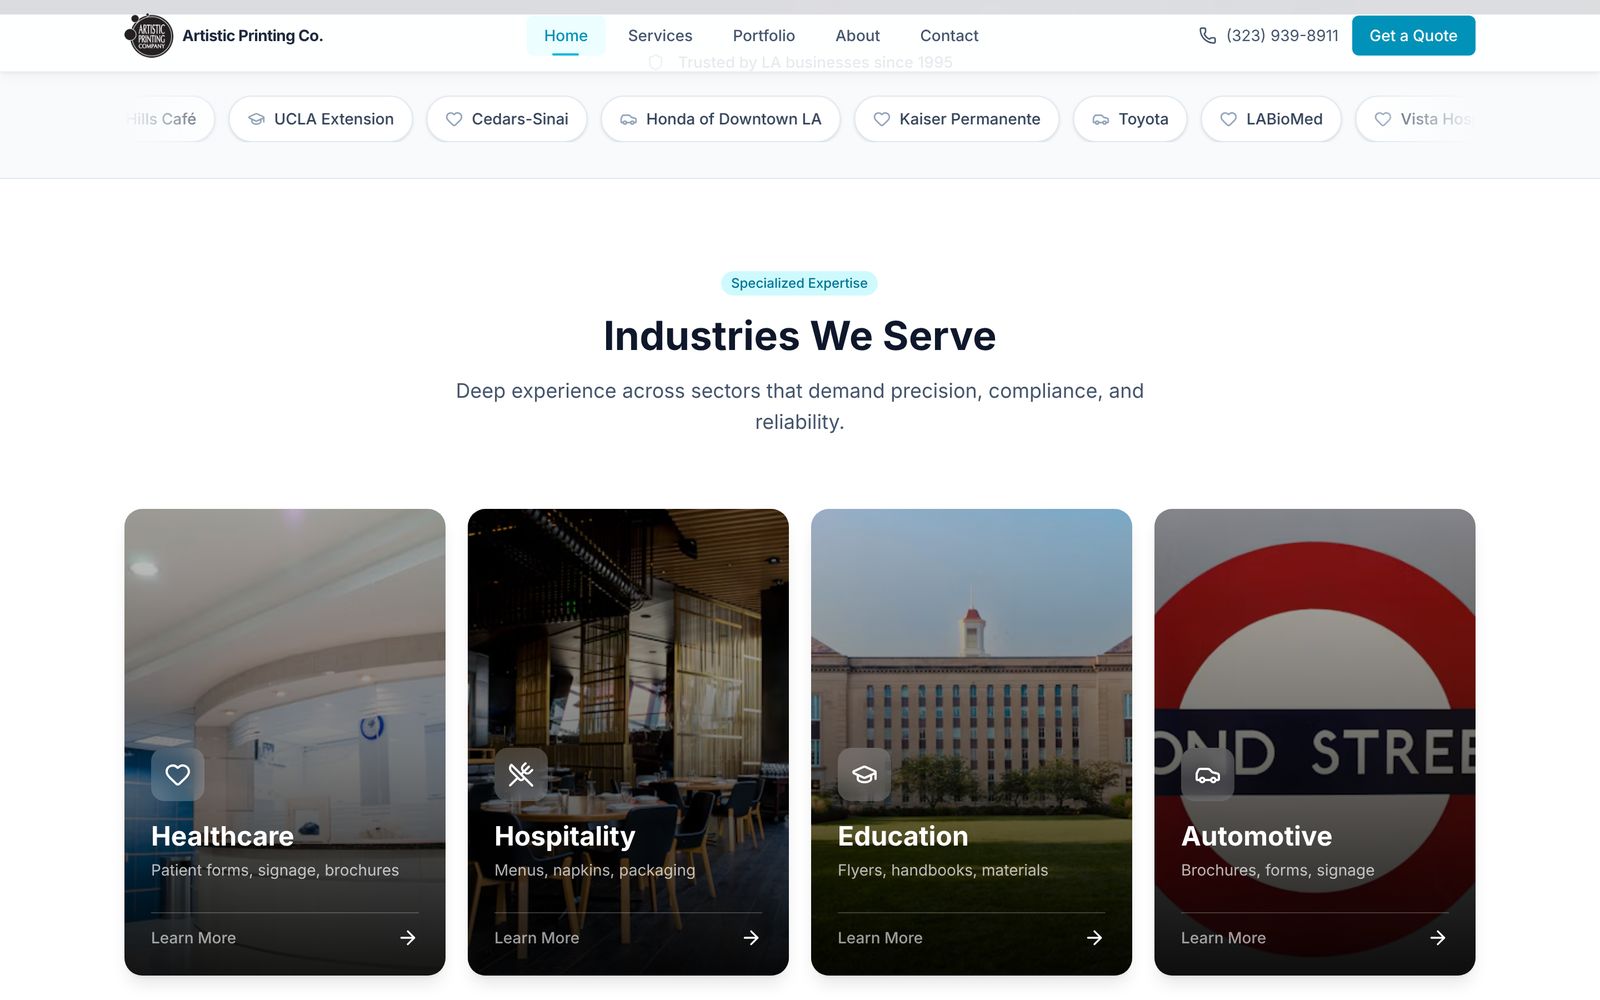 ARTISTIC
PRINTING
COMPANY
Artistic Printing Co.
Home
Services
Portfolio
About
Contact
(323) 939-8911
Get a Quote
Trusted by LA businesses since 1995
Hills Café
UCLA Extension
Cedars-Sinai
Honda of Downtown LA
Kaiser Permanente
Toyota
LABioMed
Vista Hos
Specialized Expertise
Industries We Serve
Deep experience across sectors that demand precision, compliance, and
reliability.
OND STREE
Healthcare
Patient forms, signage, brochures
Learn More
Hospitality
Menus, napkins, packaging
Learn More
Education
Flyers, handbooks, materials
Learn More
Automotive
Brochures, forms, signage
Learn More